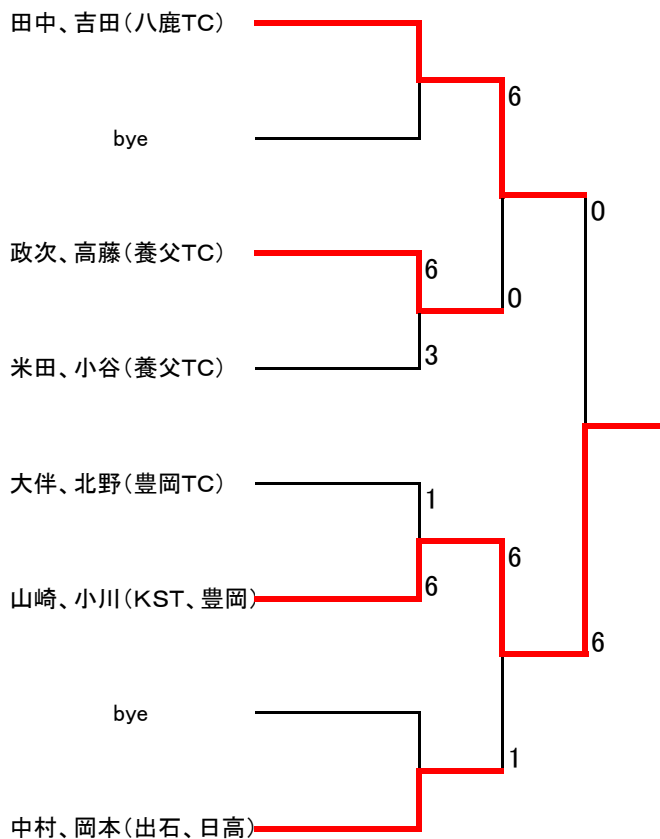 田中、吉田(八鹿TC)
6
bye
0
政次、高藤(養父TC)
6
0
3
米田、小谷(養父TC)
大伴、北野(豊岡TC)
1
6
山崎、小川(KST、豊岡)
6
6
bye
1
中村、岡本(出石、日高)